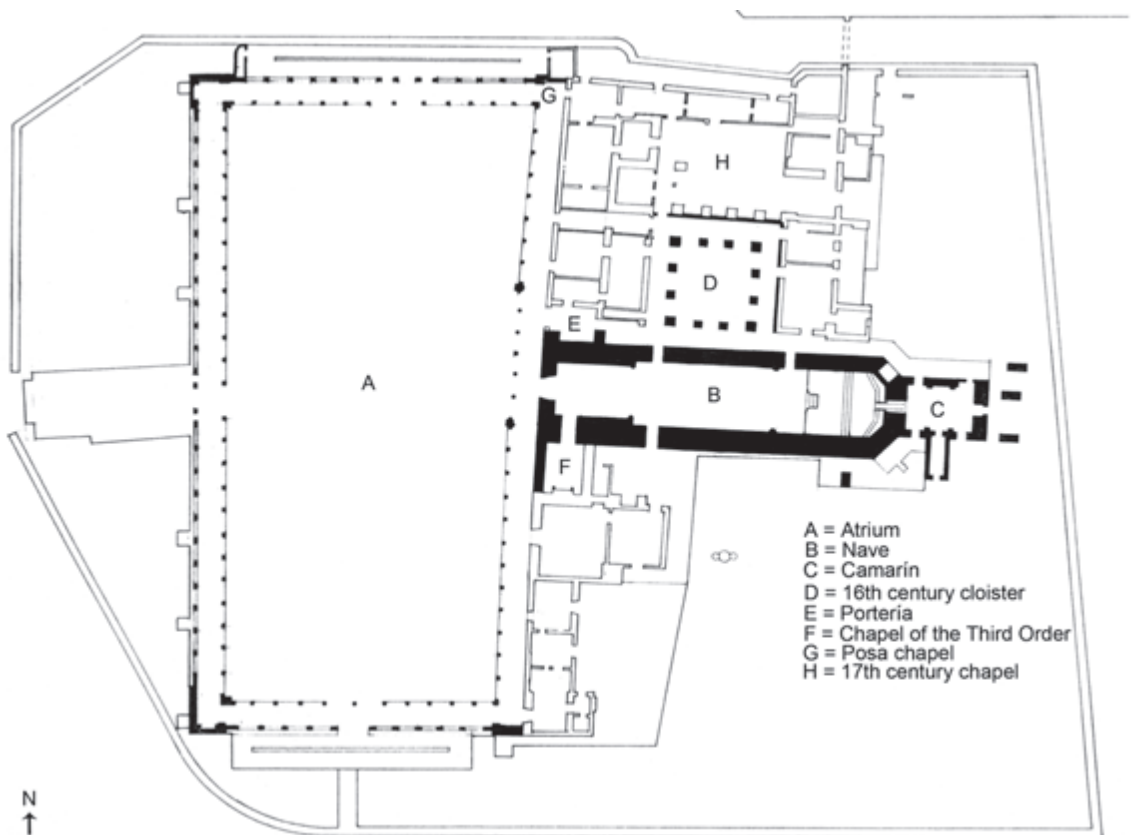 G
H
D
E
A
B
C
F
A = Atrium
B = Nave
C = Camarín
D = 16th century cloister
E = Portería
F = Chapel of the Third Order
G = Posa chapel
H = 17th century chapel
N